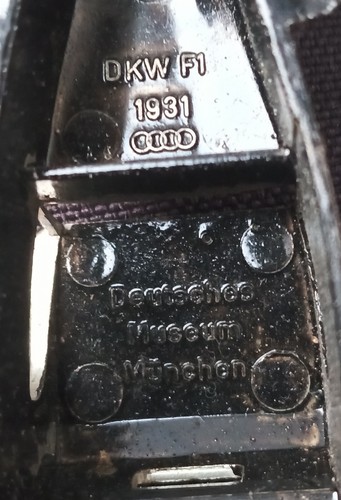 DKW F1
1931
Deutsches
Museum
München